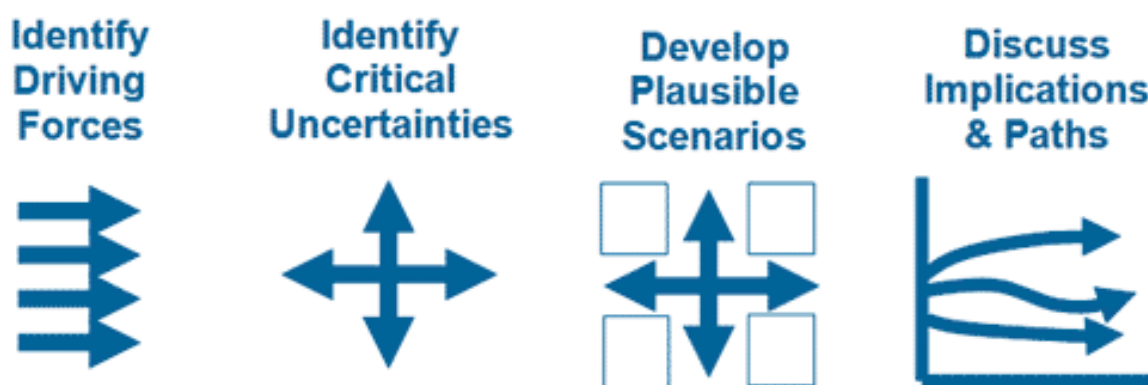 Identify
Driving
Forces
Identify
Critical
Uncertainties
Develop
Plausible
Scenarios
Discuss
Implications
& Paths